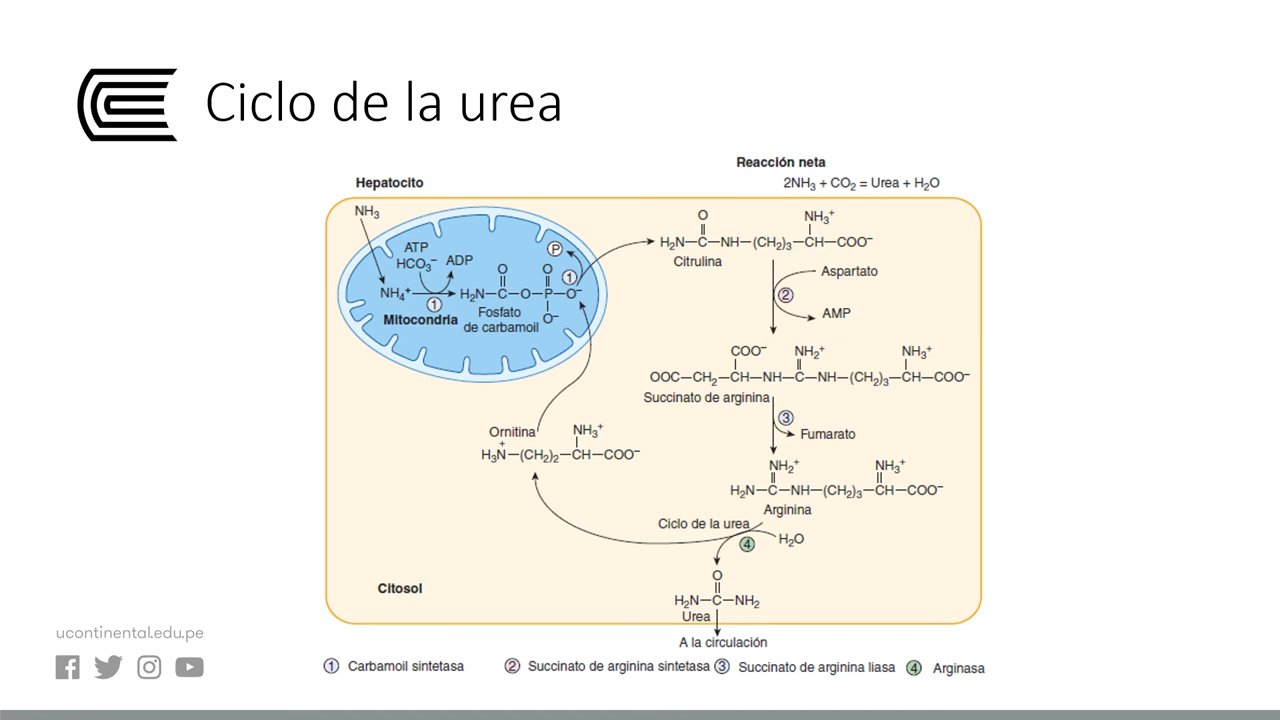 Ciclo de la urea
Reacción neta
Hepatocito
2NH₃ + CO₂ = Urea + H₂O
NH₃
ATP
HCO₃⁻
ADP
P
1
O
O
NH₄⁺
H₂N—C—O—P—O⁻
1
O⁻
Mitocondria
Fosfato
de carbamoil
O
NH₃⁺
H₂N—C—NH—(CH₂)₃—CH—COO⁻
Citrulina
Aspartato
2
AMP
COO⁻
NH₂⁺
NH₃⁺
OOC—CH₂—CH—NH—C—NH—(CH₂)₃—CH—COO⁻
Succinato de arginina
3
Fumarato
Ornitina
NH₃⁺
+
H₃N—(CH₂)₂—CH—COO⁻
NH₂⁺
NH₃⁺
H₂N—C—NH—(CH₂)₃—CH—COO⁻
Arginina
Ciclo de la urea
4
H₂O
O
H₂N—C—NH₂
Urea
Citosol
A la circulación
1 Carbamoil sintetasa
2 Succinato de arginina sintetasa
3 Succinato de arginina liasa
4 Arginasa
ucontinental.edu.pe